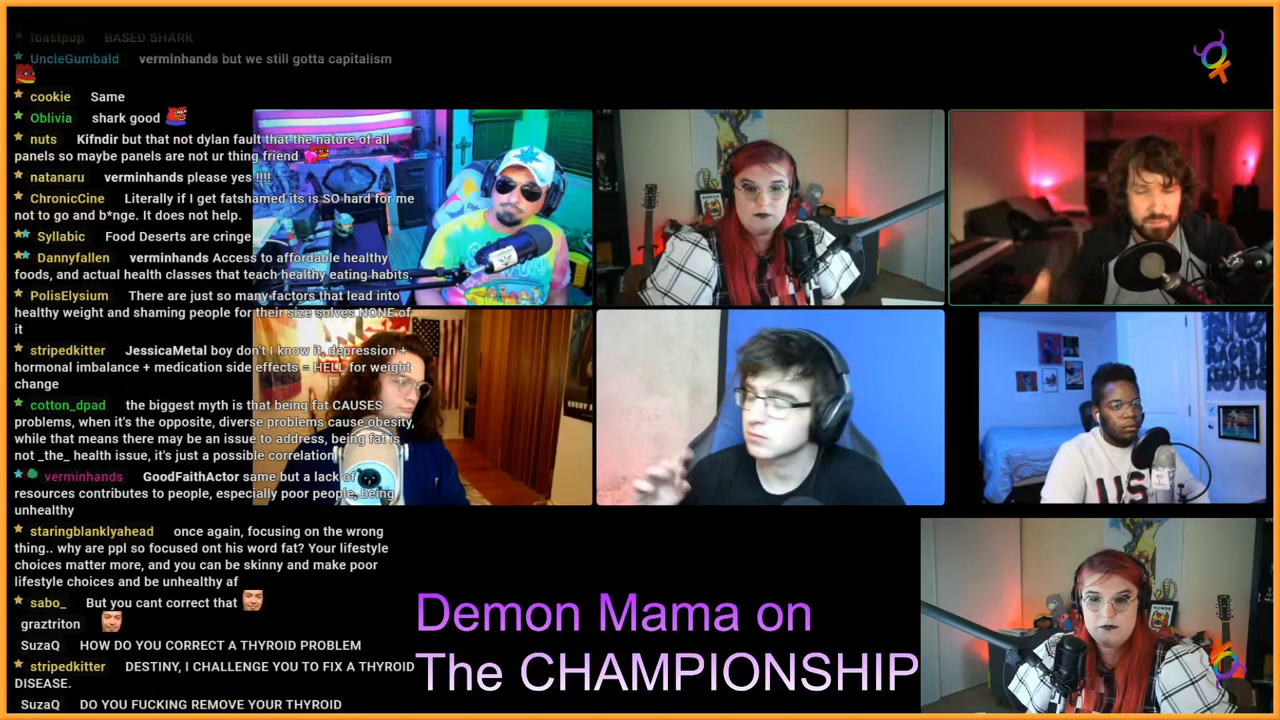 loa6tpop BASED SHARK
UncleGumbald verminhands but we still gotta capitalism
cookie Same
Oblivia shark good
nuts Kifndir but that not dylan fault that the nature of all
panels so maybe panels are not ur thing friend
natanaru verminhands please yes !!!!
ChronicCine Literally if I get fatshamed its is SO hard for me
not to go and b*nge. It does not help.
Syllabic Food Deserts are cringe
Dannyfallen verminhands Access to affordable healthy
foods, and actual health classes that teach healthy eating habits.
PolisElysium There are just so many factors that lead into
healthy weight and shaming people for their size solves NONE of
it
stripedkitter JessicaMetal boy don't I know it, depression +
hormonal imbalance + medication side effects = HELL for weight
change
cotton_dpad the biggest myth is that being fat CAUSES
problems, when it's the opposite, diverse problems cause obesity,
while that means there may be an issue to address, being fat is
not _the_ health issue, it's just a possible correlation
verminhands GoodFaithActor same but a lack of
resources contributes to people, especially poor people, being
unhealthy
staringblanklyahead once again, focusing on the wrong
thing.. why are ppl so focused ont his word fat? Your lifestyle
choices matter more, and you can be skinny and make poor
lifestyle choices and be unhealthy af
sabo_ But you cant correct that
graztriton
SuzaQ HOW DO YOU CORRECT A THYROID PROBLEM
stripedkitter DESTINY, I CHALLENGE YOU TO FIX A THYROID
DISEASE.
SuzaQ DO YOU FUCKING REMOVE YOUR THYROID
US
Demon Mama on
The CHAMPIONSHIP